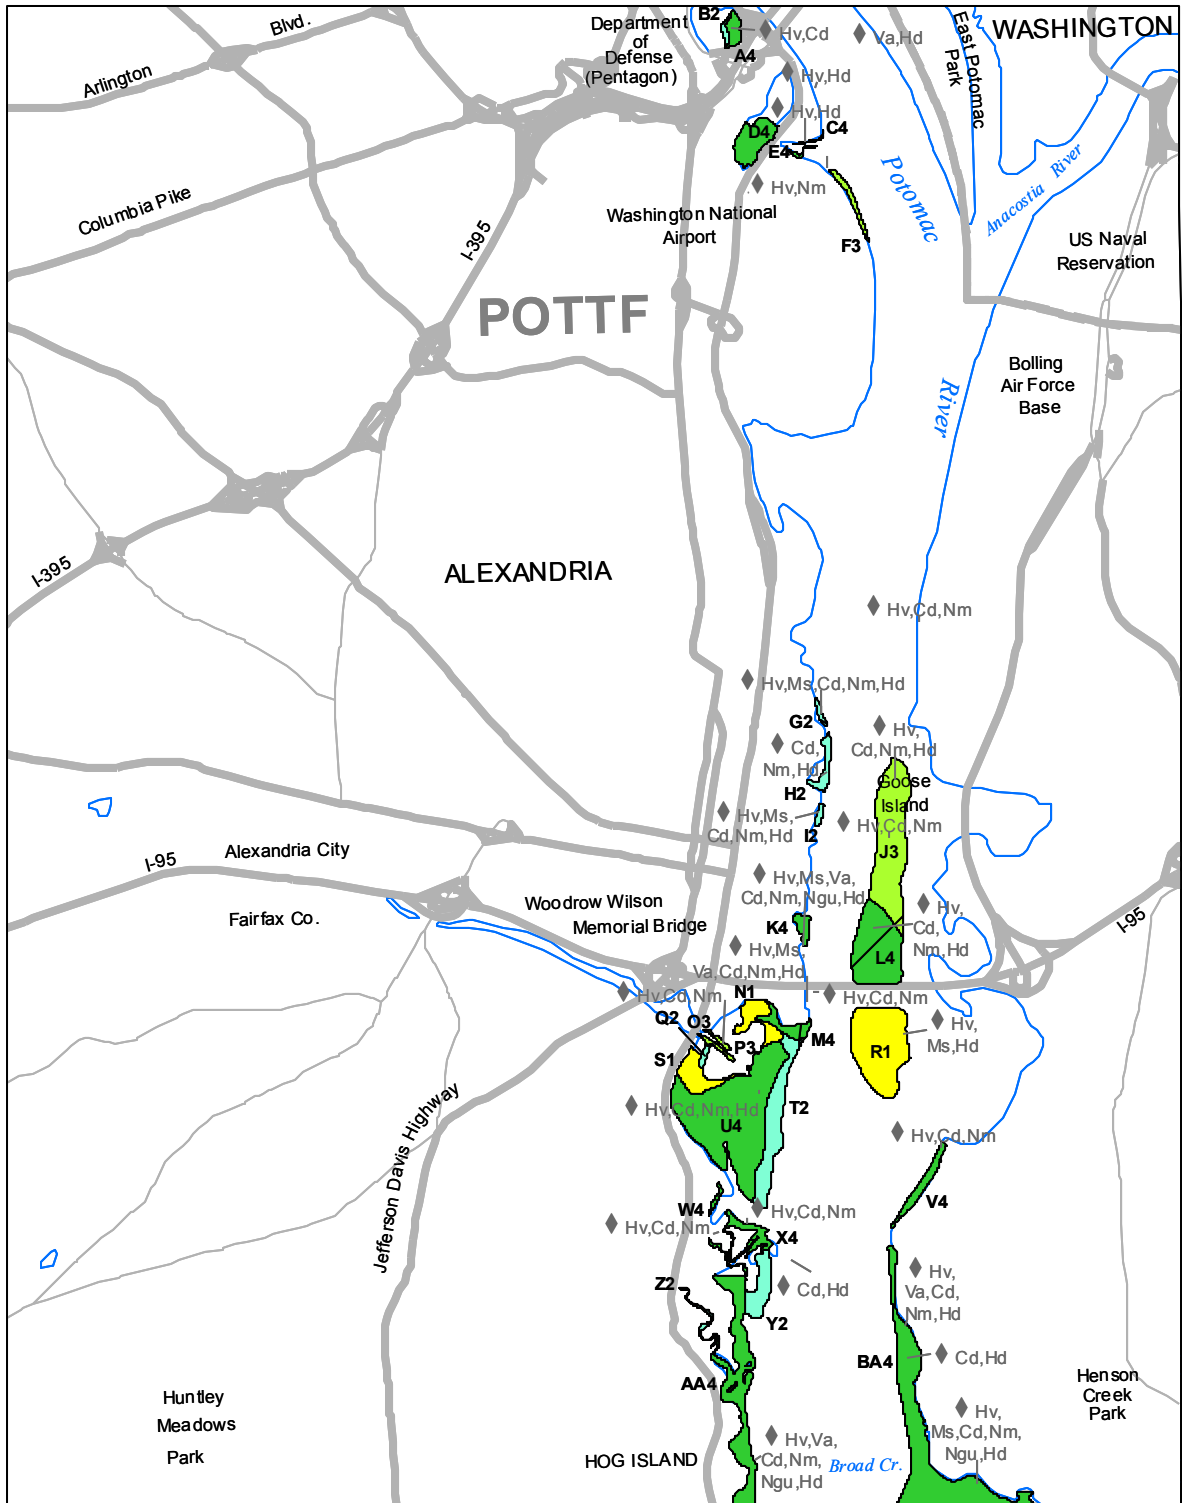 B2
Department
of
Defense
(Pentagon)
Blvd.
Arlington
A4
Hv,Cd
Va,Hd
East Potomac
Park
WASHINGTON
Hv,Hd
Hv,Hd
D4
C4
E4
Hv,Nm
Columbia Pike
I-395
Washington National
Airport
F3
Potomac
Anacostia River
US Naval
Reservation
POTTF
River
Bolling
Air Force
Base
I-395
ALEXANDRIA
Hv,Cd,Nm
Hv,Ms,Cd,Nm,Hd
G2
Hv,
Cd,Nm,Hd
Cd,
Nm,Hd
H2
Goose
Island
Hv,Ms,
Cd,Nm,Hd
I2
Hv,Cd,Nm
J3
I-95
Alexandria City
Fairfax Co.
Woodrow Wilson
Memorial Bridge
Hv,Ms,Va,
Cd,Nm,Ngu,Hd
K4
Hv,
Cd,
Nm,Hd
L4
I-95
Hv,Ms,
Va,Cd,Nm,Hd
Hv,Cd,Nm
N1
Hv,Cd,Nm
Q2
O3
P3
M4
S1
R1
Hv,
Ms,Hd
Hv,Cd,Nm,Hd
T2
U4
Hv,Cd,Nm
Jefferson Davis Highway
V4
W4
Hv,Cd,Nm
Hv,Cd,Nm
X4
Z2
Cd,Hd
Y2
Hv,
Va,Cd,
Nm,Hd
BA4
Cd,Hd
AA4
Henson
Creek
Park
Huntley
Meadows
Park
Hv,
Ms,Cd,Nm,
Ngu,Hd
Hv,Va,
Cd,Nm,
Ngu,Hd
HOG ISLAND
Broad Cr.